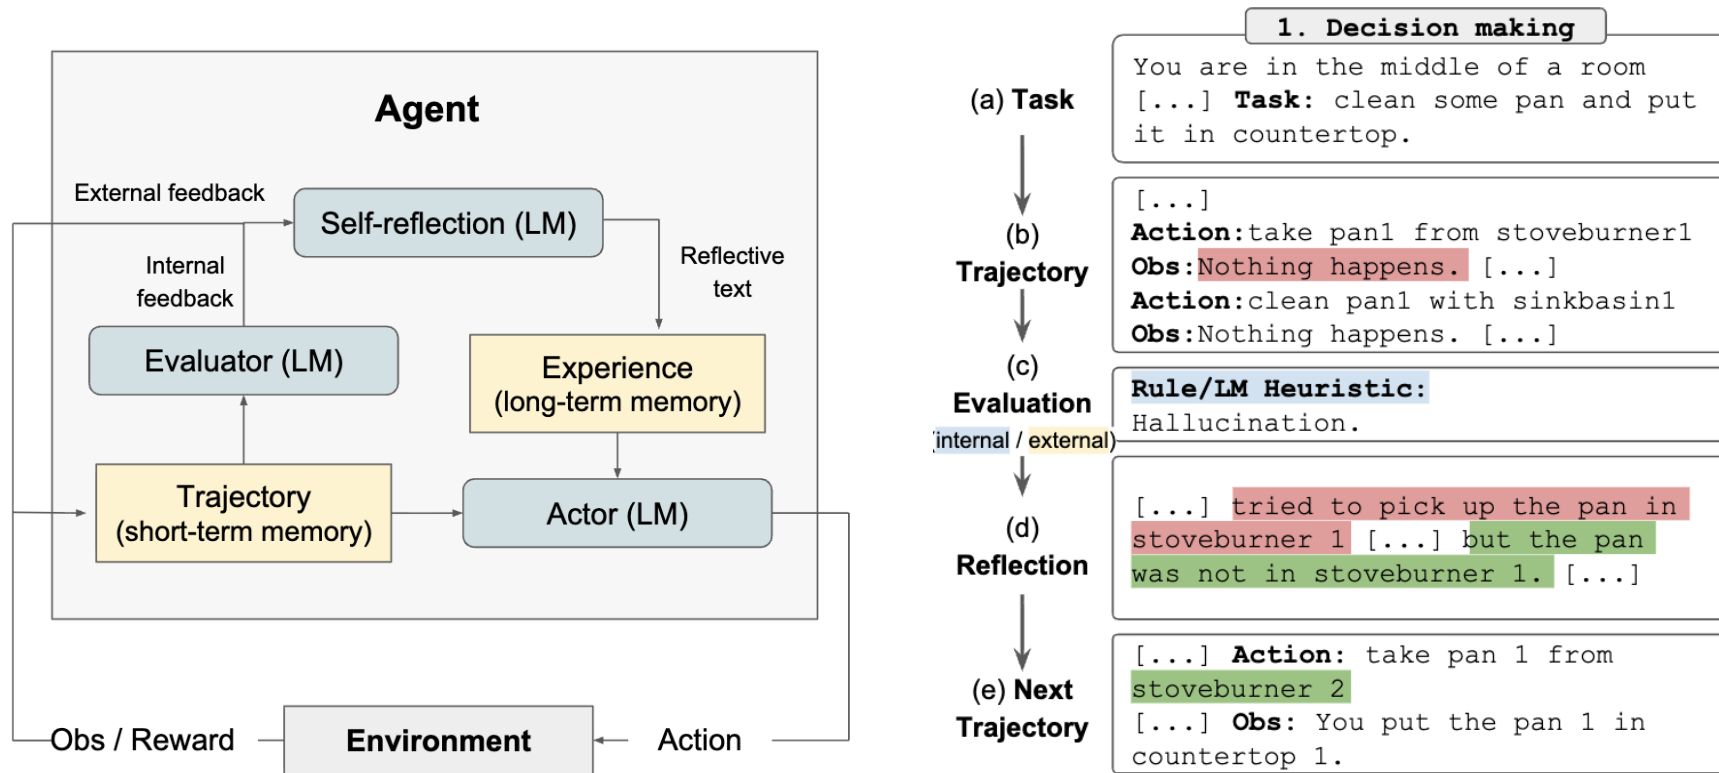 Agent
External feedback
Self-reflection (LM)
Internal
feedback
Reflective
text
Evaluator (LM)
Experience
(long-term memory)
Trajectory
(short-term memory)
Actor (LM)
Obs / Reward
Environment
Action
1. Decision making
(a) Task
You are in the middle of a room
[...] Task: clean some pan and put
it in countertop.
(b)
Trajectory
[...]
Action:take pan1 from stoveburner1
Obs:Nothing happens. [...]
Action:clean pan1 with sinkbasin1
Obs:Nothing happens. [...]
(c)
Evaluation
(internal / external)
Rule/LM Heuristic:
Hallucination.
(d)
Reflection
[...] tried to pick up the pan in
stoveburner 1 [...] but the pan
was not in stoveburner 1. [...]
(e) Next
Trajectory
[...] Action: take pan 1 from
stoveburner 2
[...] Obs: You put the pan 1 in
countertop 1.